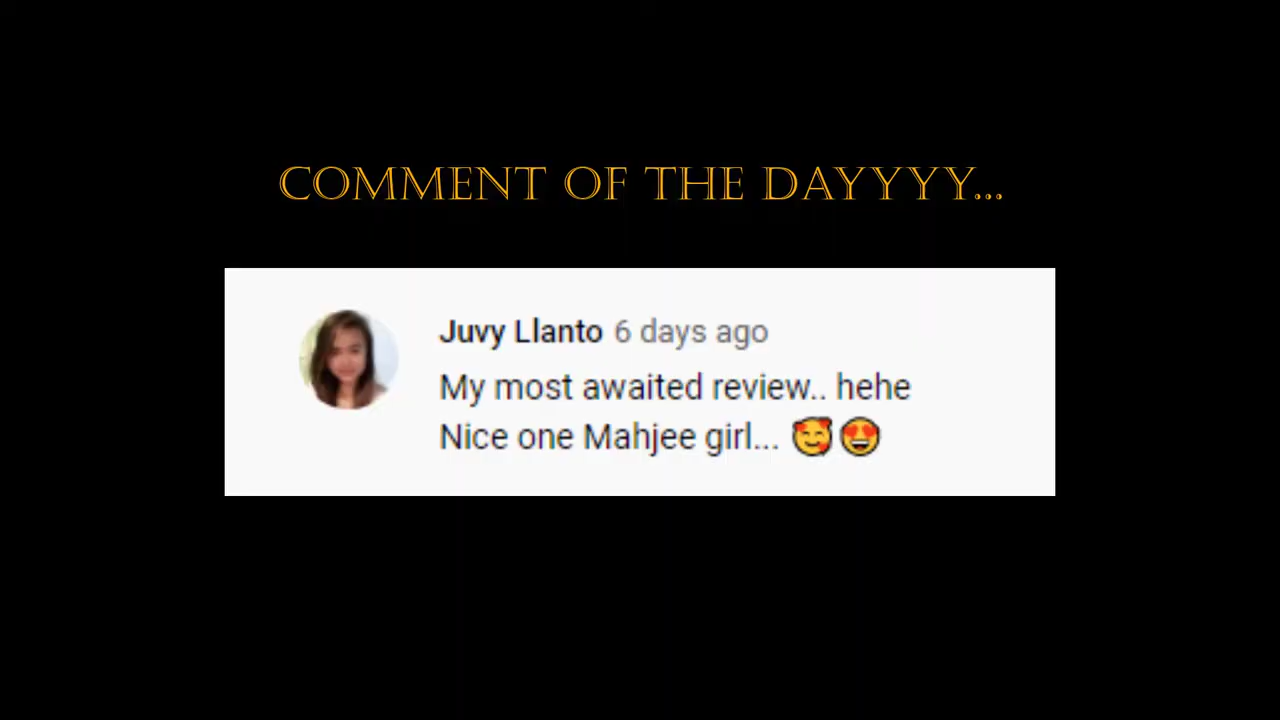 COMMENT OF THE DAYYYY...
Juvy Llanto 6 days ago
My most awaited review.. hehe
Nice one Mahjee girl... 🥰😍